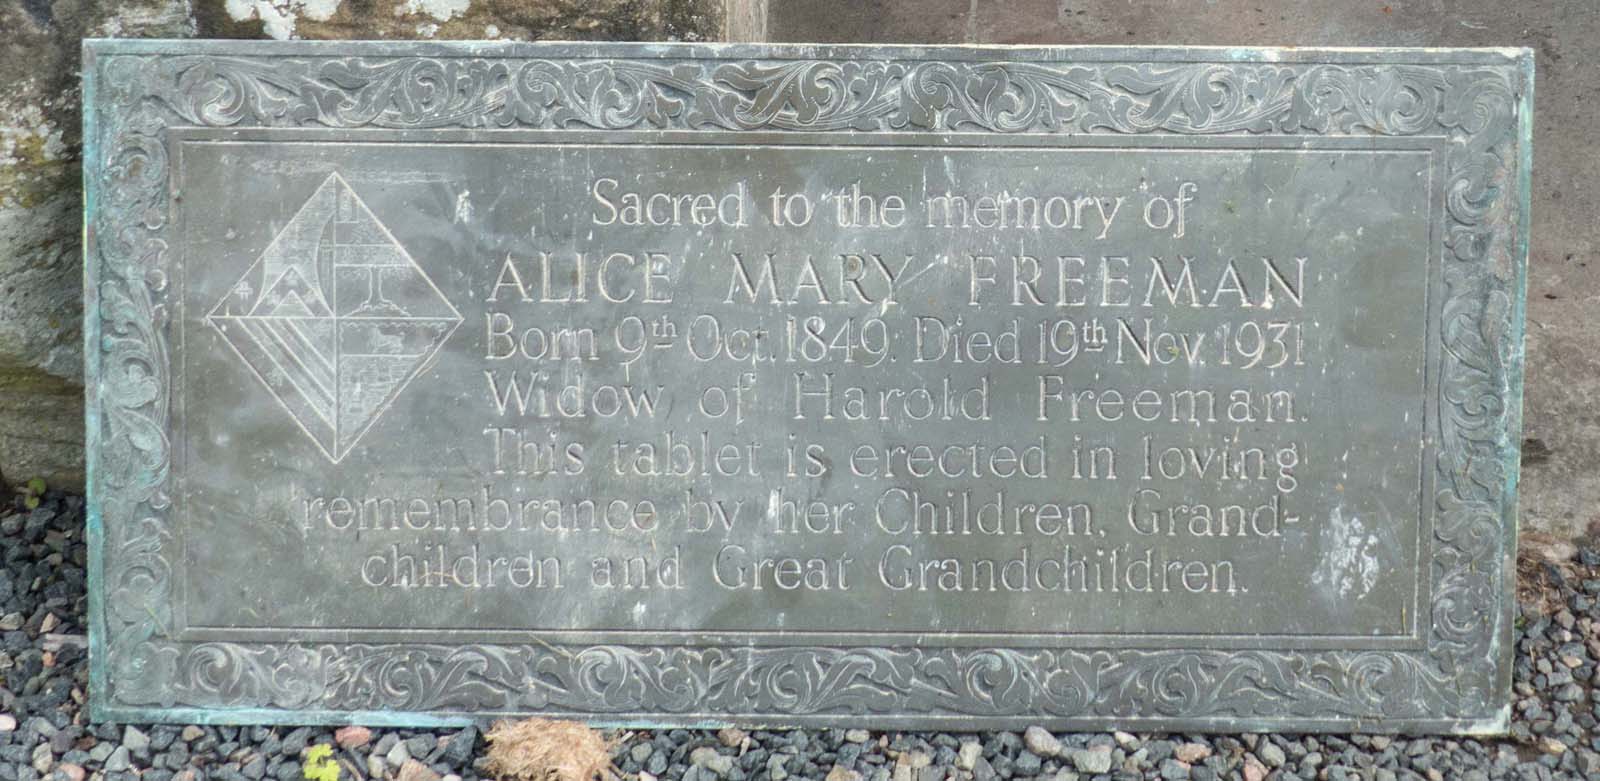 Sacred to the memory of
ALICE MARY FREEMAN
Born 9th Oct. 1849. Died 19th Nov. 1931
Widow of Harold Freeman.
This tablet is erected in loving
remembrance by her Children, Grand-
children and Great Grandchildren.